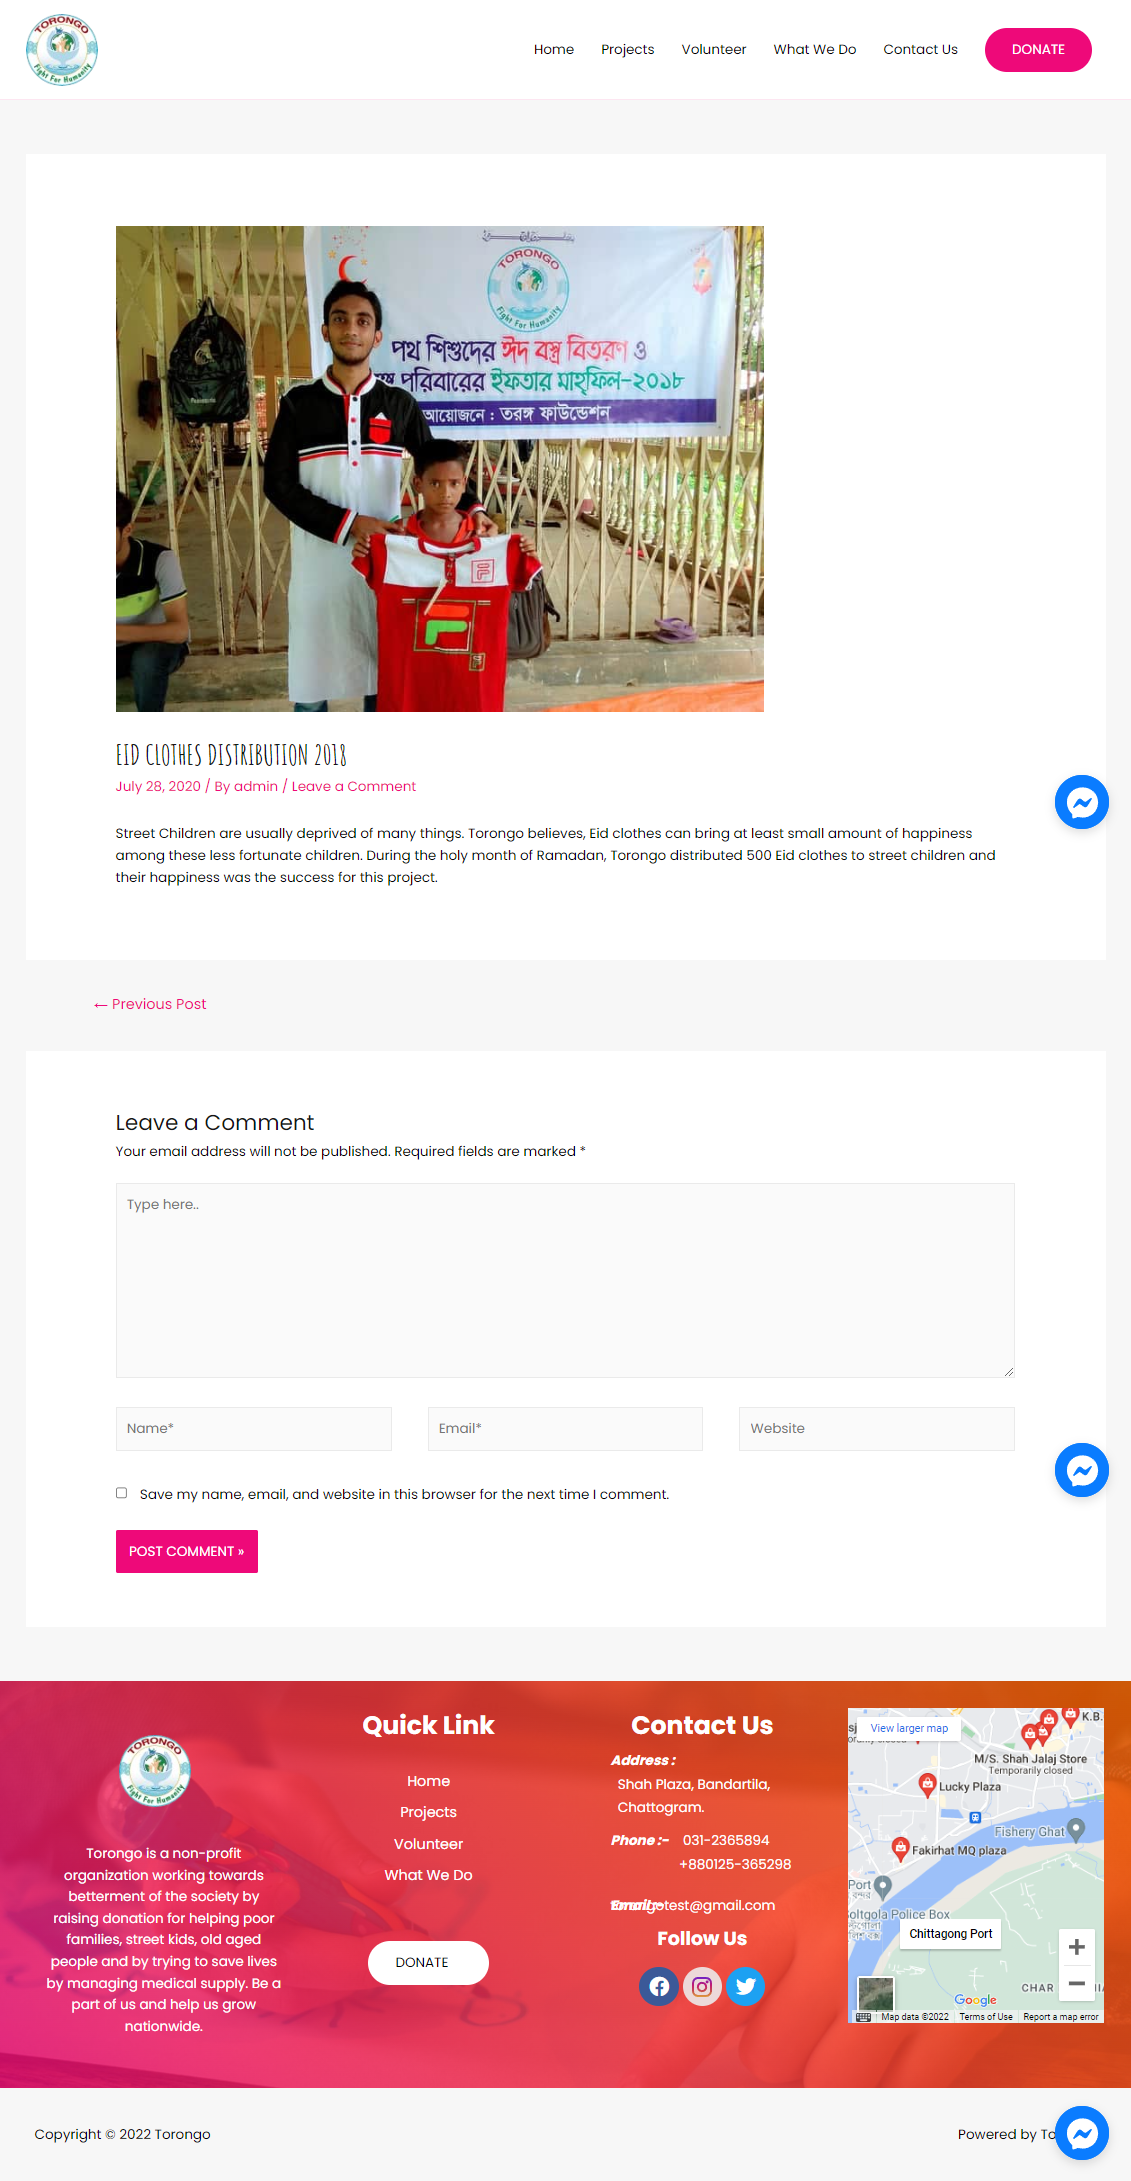 TORONGO
Fight For Humanity
Home
Projects
Volunteer
What We Do
Contact Us
DONATE
TORONGO
Fight For Humanity
পথ শিশুদের ঈদ বস্ত্র বিতরণ ও
পরিবারের ইফতার মাহ্ফিল-২০১৮
আয়োজনে : তরঙ্গ ফাউন্ডেশন
EID CLOTHES DISTRIBUTION 2018
July 28, 2020 / By admin / Leave a Comment
Street Children are usually deprived of many things. Torongo believes, Eid clothes can bring at least small amount of happiness
among these less fortunate children. During the holy month of Ramadan, Torongo distributed 500 Eid clothes to street children and
their happiness was the success for this project.
← Previous Post
Leave a Comment
Your email address will not be published. Required fields are marked *
Type here..
Name*
Email*
Website
Save my name, email, and website in this browser for the next time I comment.
POST COMMENT »
TORONGO
Fight For Humanity
Torongo is a non-profit
organization working towards
betterment of the society by
raising donation for helping poor
families, street kids, old aged
people and by trying to save lives
by managing medical supply. Be a
part of us and help us grow
nationwide.
Quick Link
Home
Projects
Volunteer
What We Do
DONATE
Contact Us
Address :
Shah Plaza, Bandartila,
Chattogram.
Phone :- 031-2365894
+880125-365298
test@gmail.com
Follow Us
View larger map
K.B.
M/S. Shah Jalaj Store
Temporarily closed
Lucky Plaza
Fishery Ghat
Fakirhat MQ plaza
Port
বন্দর
oltgola Police Box
Chittagong Port
CHAR
Google
Map data ©2022
Terms of Use
Report a map error
Copyright © 2022 Torongo
Powered by To